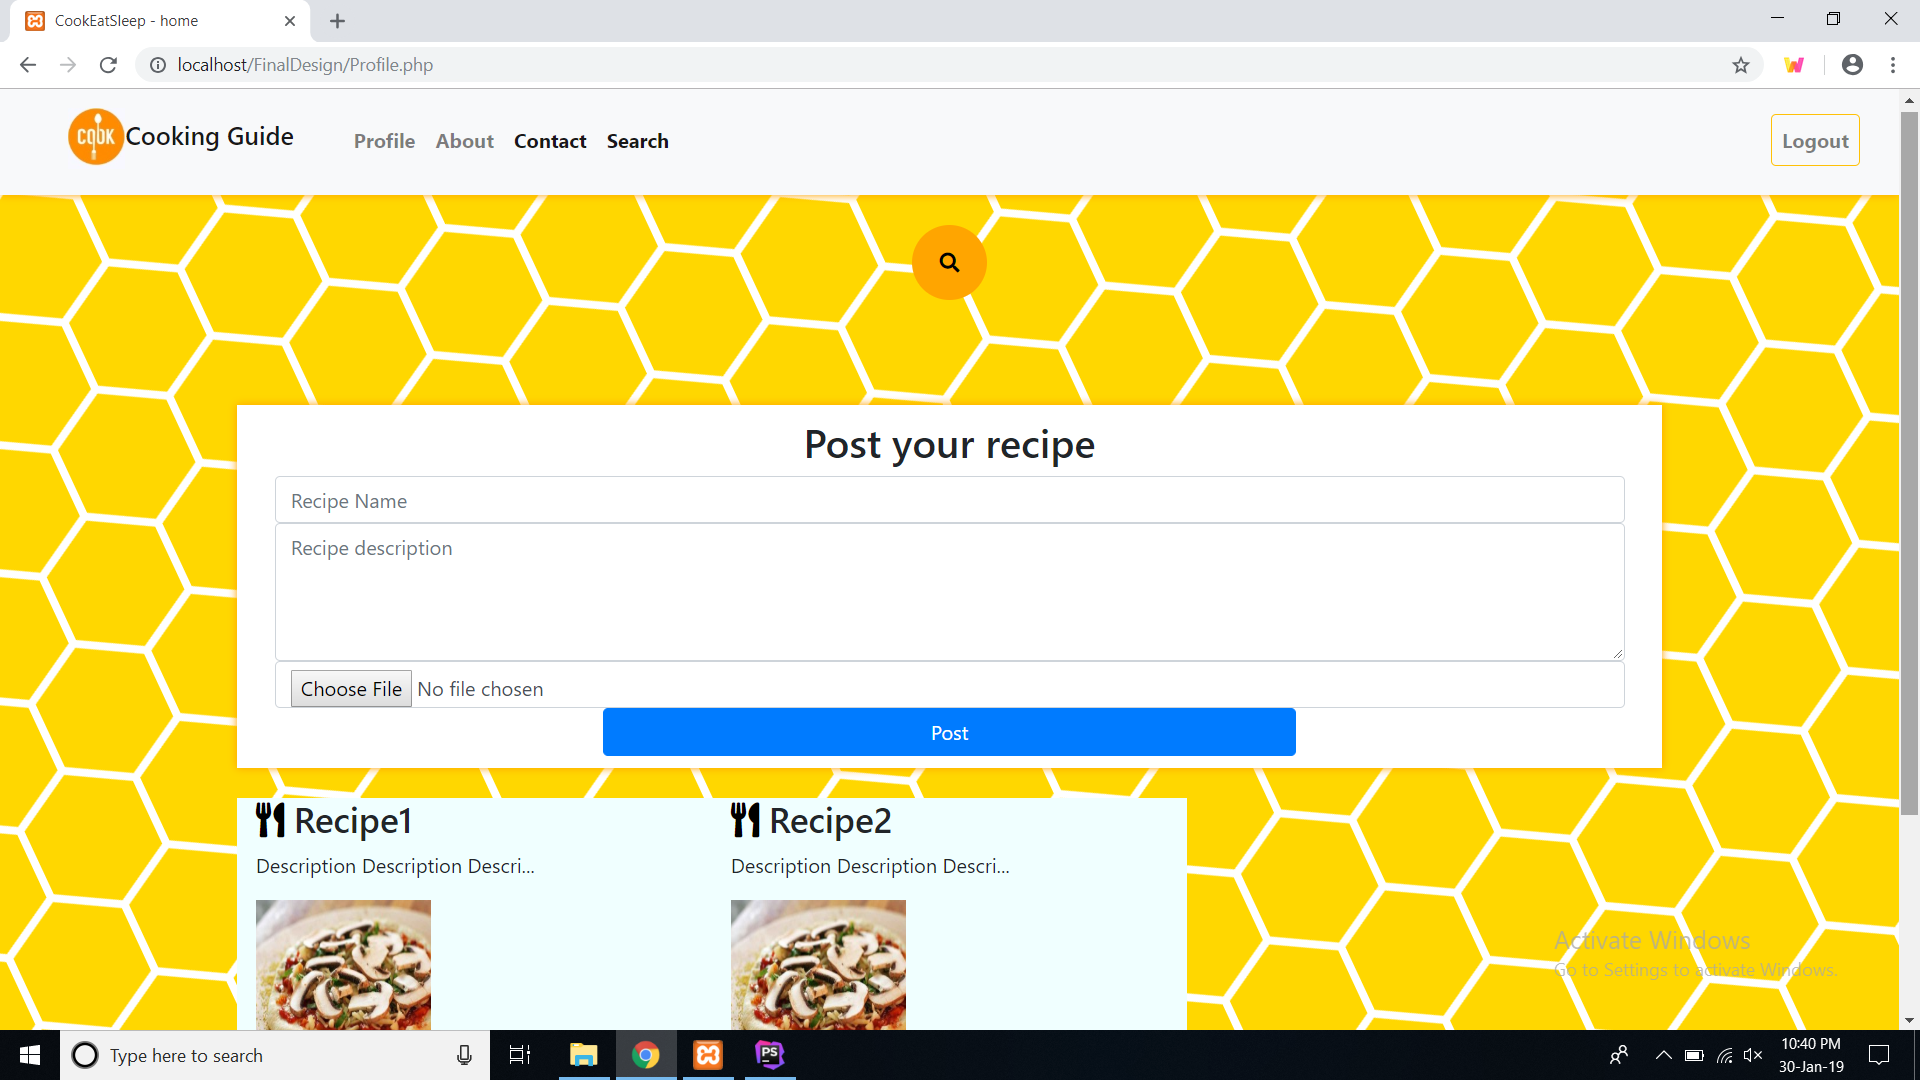 CookEatSleep - home
localhost/FinalDesign/Profile.php
COOK Cooking Guide Profile About Contact Search Logout
Post your recipe
Recipe Name
Recipe description
Choose File No file chosen
Post
Recipe1 Recipe2
Description Description Descri... Description Description Descri...
Activate Windows
Go to Settings to activate Windows.
Type here to search PS 10:40 PM
30-Jan-19